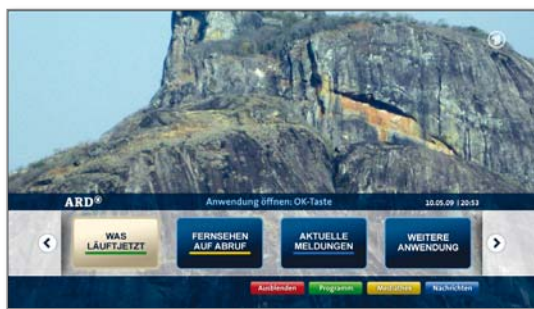 ARD
Anwendung öffnen: OK-Taste
20.05.09 | 20:53
WAS
LÄUFTJETZT
FERNSEHEN
AUF ABRUF
AKTUELLE
MELDUNGEN
WEITERE
ANWENDUNG
Ausblenden
Programm
Mediathek
Nachrichten